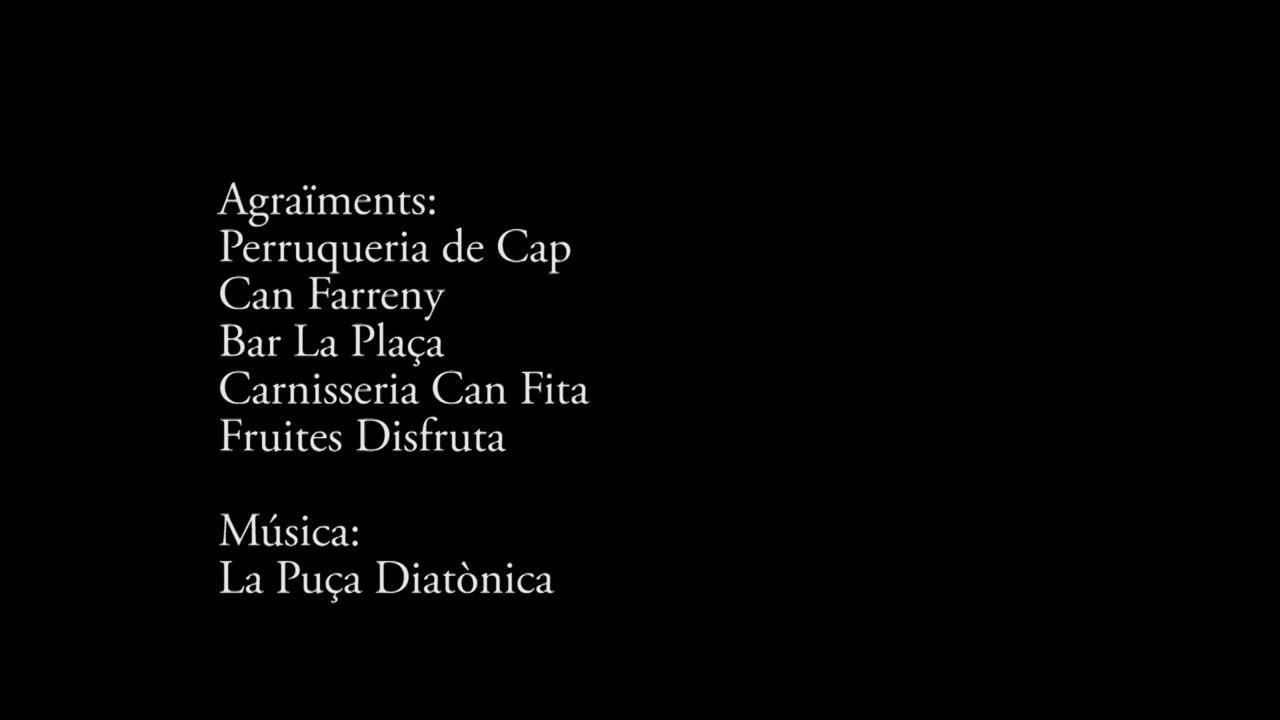 Agraïments:
Perruqueria de Cap
Can Farreny
Bar La Plaça
Carnisseria Can Fita
Fruites Disfruta
Música:
La Puça Diatònica